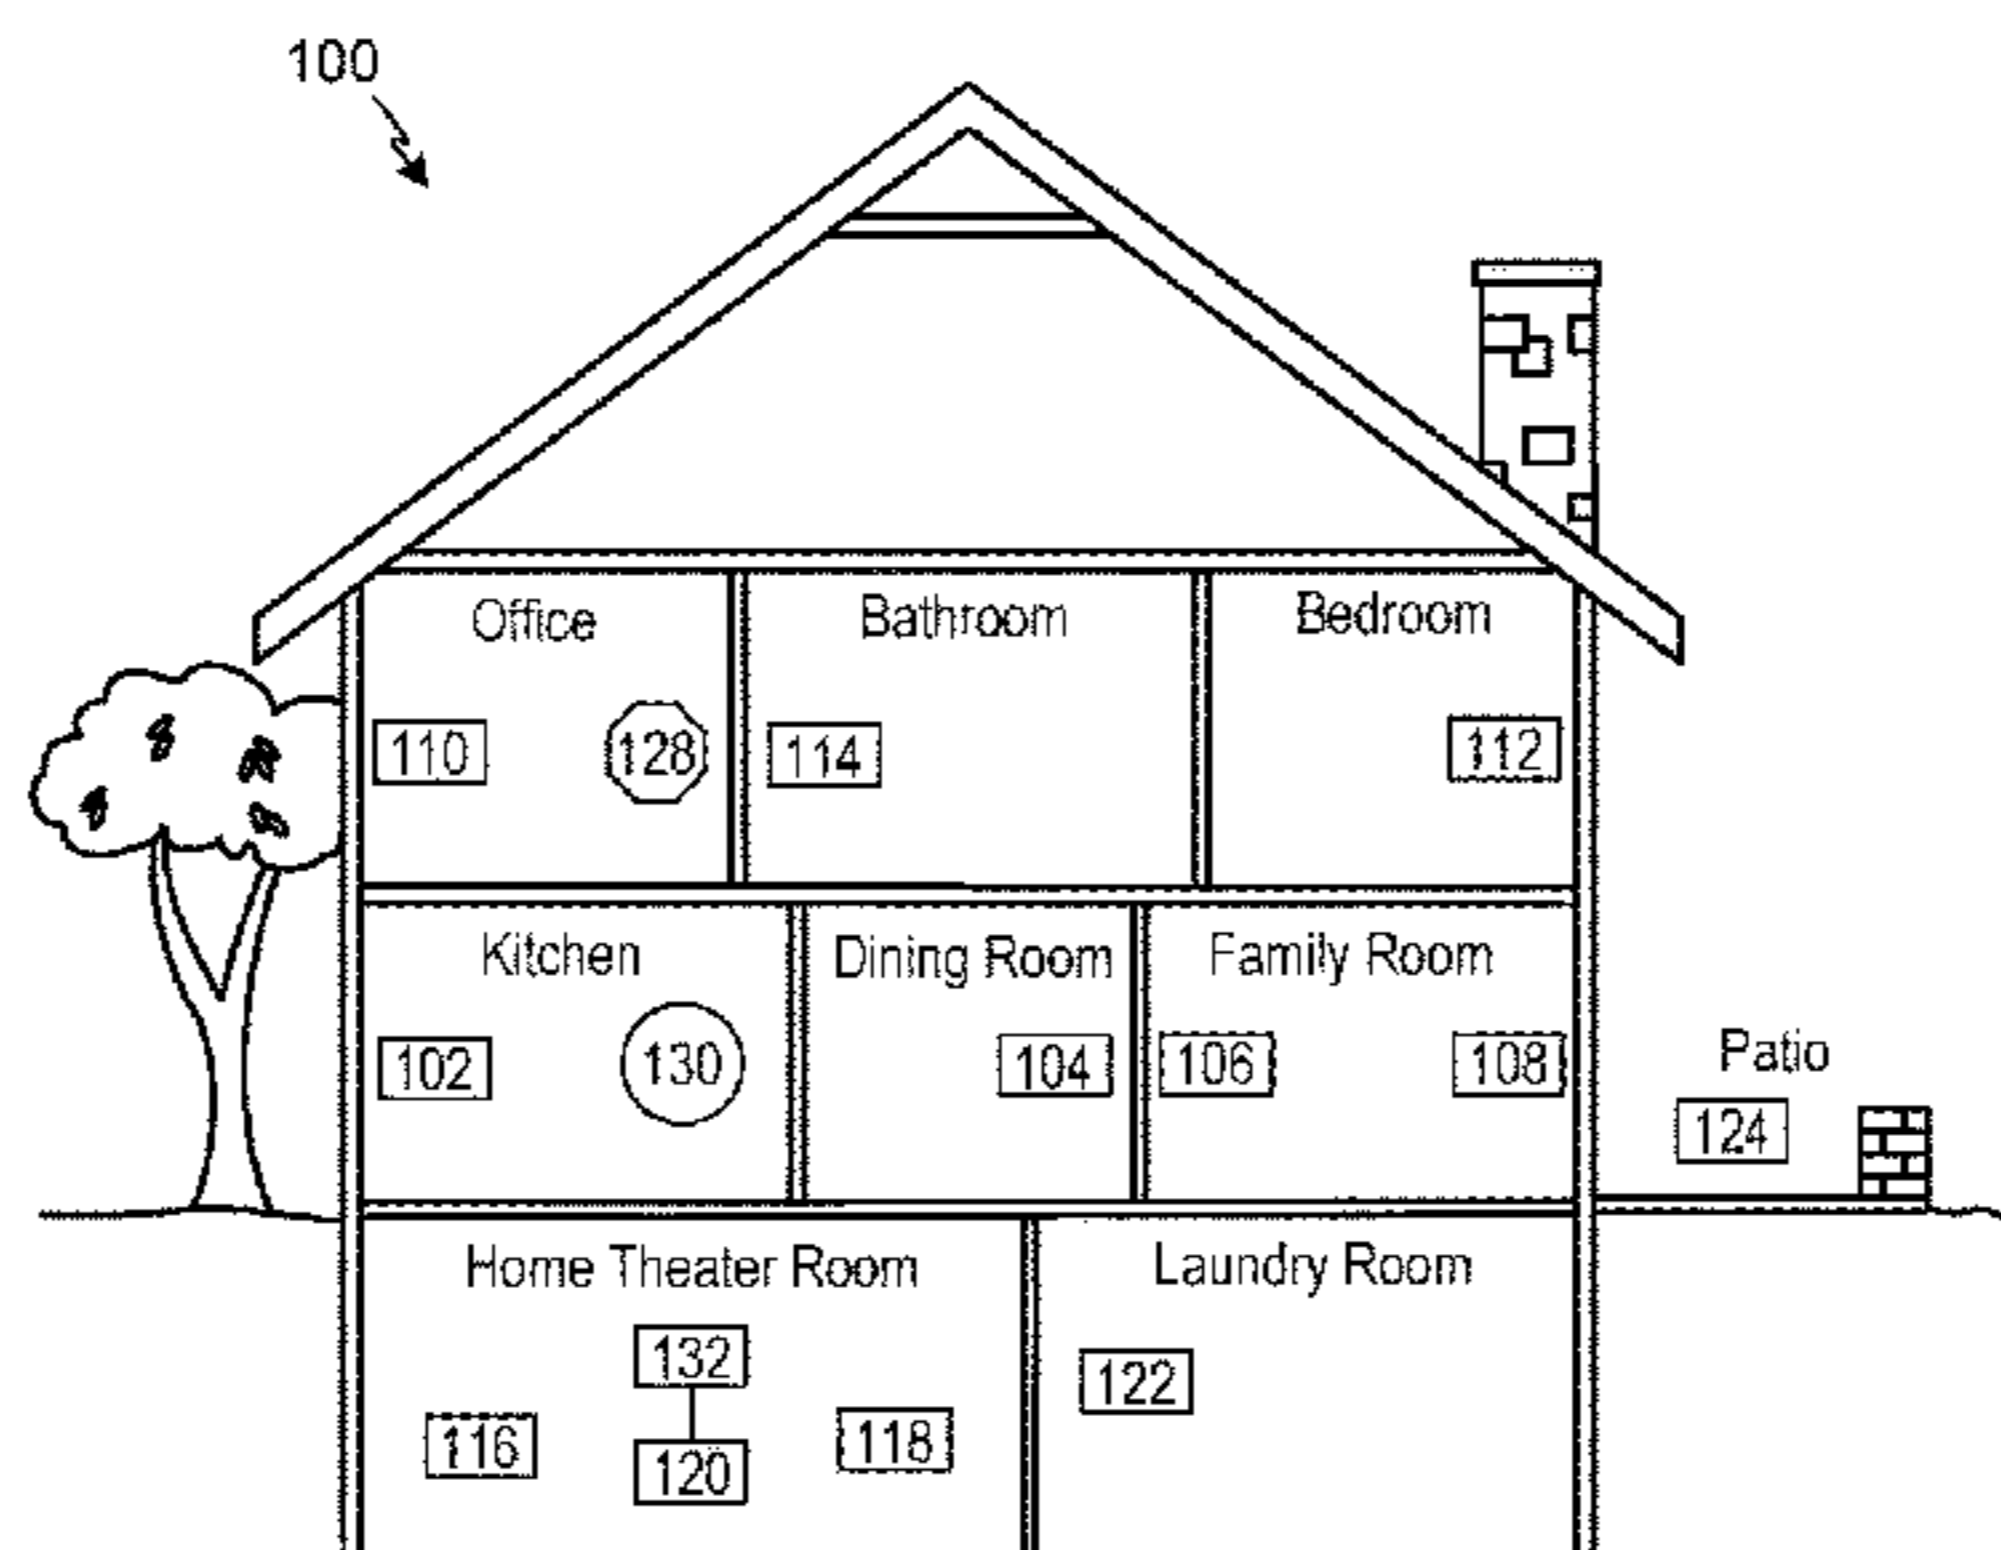 100
Office Bathroom Bedroom
110 128 114 112
Kitchen Dining Room Family Room
102 130 104 106 108
Patio
124
Home Theater Room Laundry Room
132
122
116 120 118